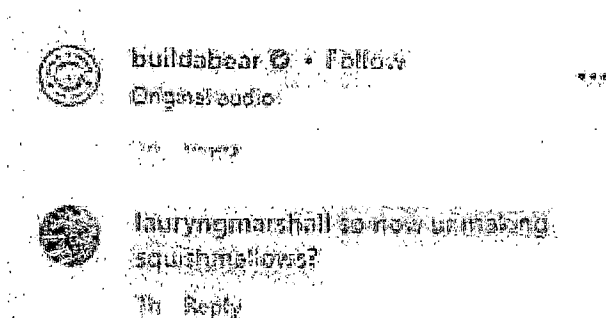 buildabear • Follow
Original audio
lauryngmarshall so now ur making
squishmallows?
1h Reply